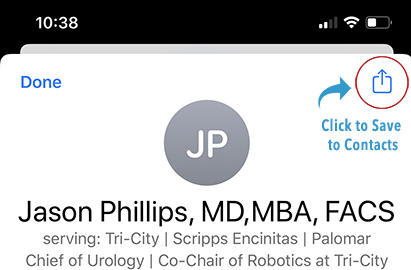 10:38
Done
Click to Save
to Contacts
JP
Jason Phillips, MD,MBA, FACS
serving: Tri-City | Scripps Encinitas | Palomar
Chief of Urology | Co-Chair of Robotics at Tri-City